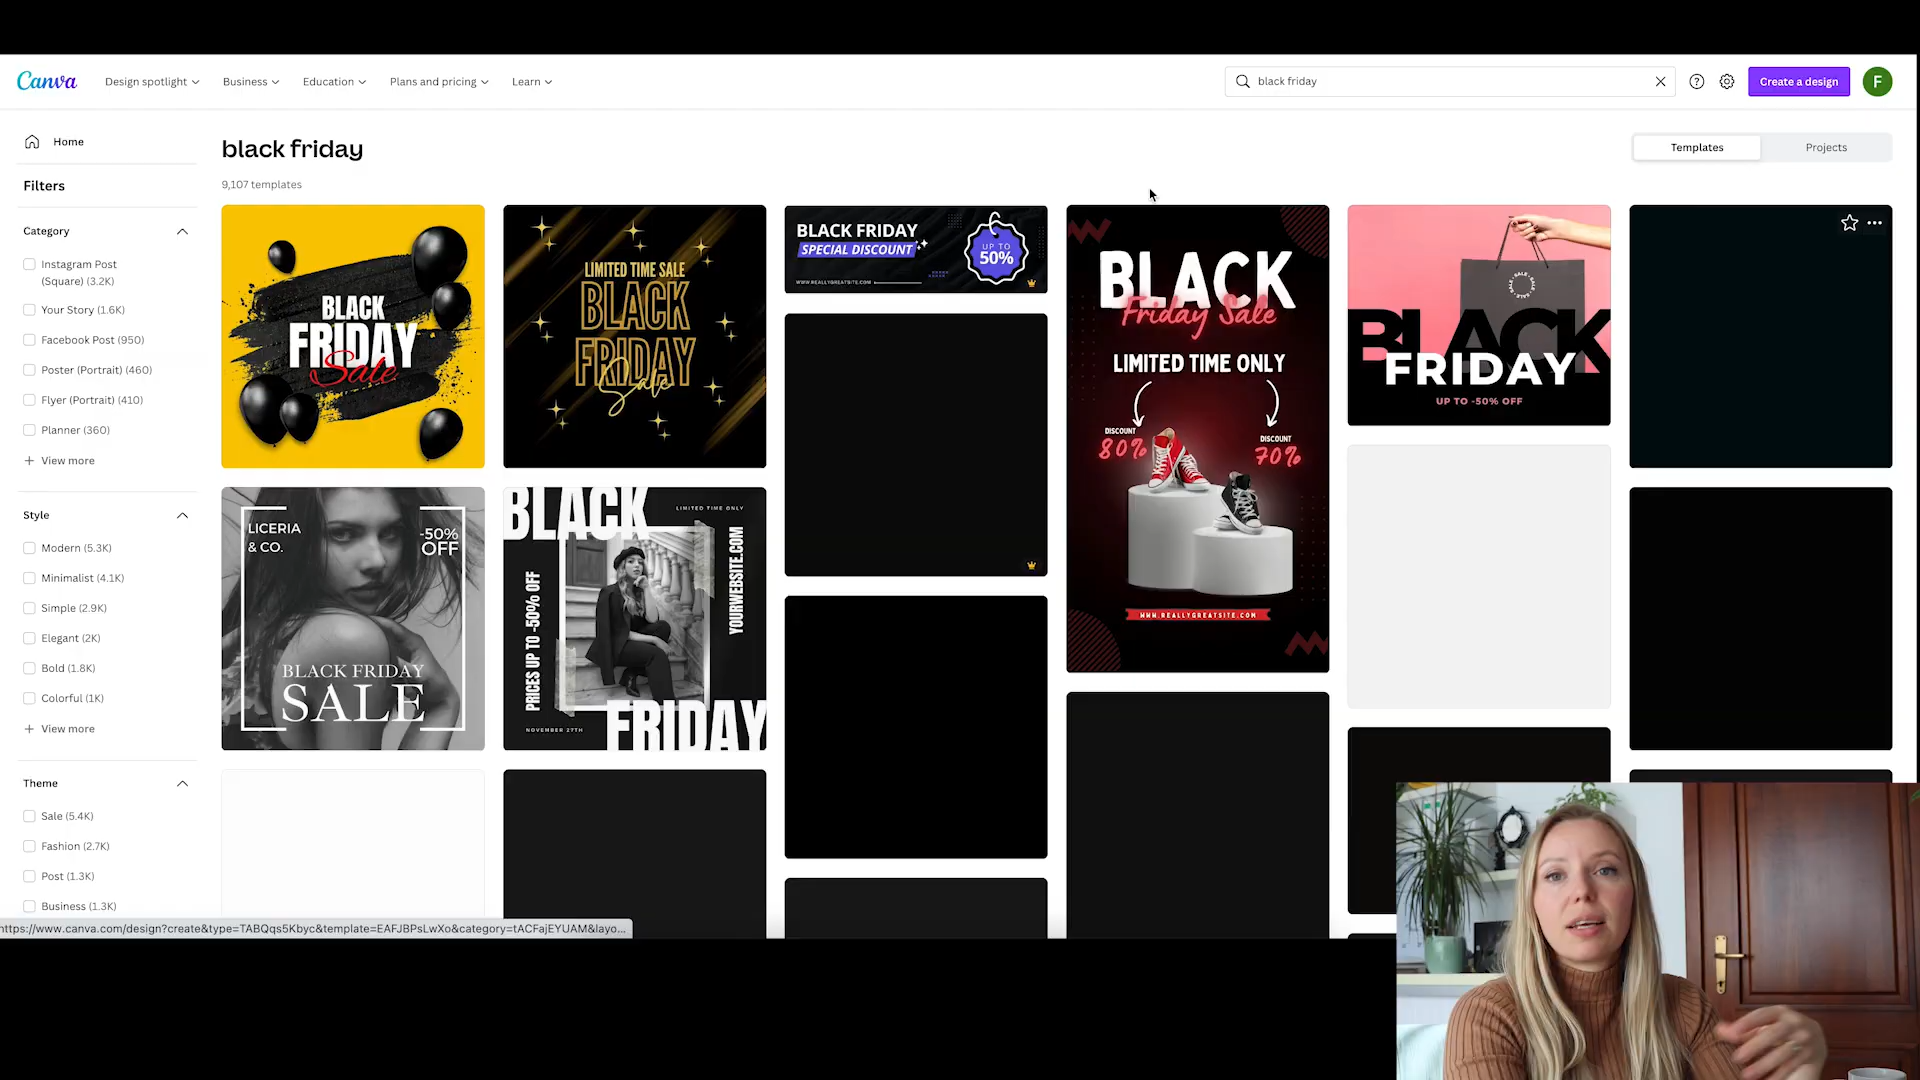 Canva
Design spotlight
Business
Education
Plans and pricing
Learn
black friday
Create a design
F
Home
Filters
Category
Instagram Post
(Square) (3.2K)
Your Story (1.6K)
Facebook Post (950)
Poster (Portrait) (460)
Flyer (Portrait) (410)
Planner (360)
View more
Style
Modern (5.3K)
Minimalist (4.1K)
Simple (2.9K)
Elegant (2K)
Bold (1.8K)
Colorful (1K)
View more
Theme
Sale (5.4K)
Fashion (2.7K)
Post (1.3K)
Business (1.3K)
black friday
9,107 templates
Templates
Projects
BLACK
FRIDAY
Sale
LIMITED TIME SALE
BLACK
FRIDAY
Sale
BLACK FRIDAY
SPECIAL DISCOUNT
WWW.REALLYGREATSITE.COM
UP TO
50%
BLACK
Friday Sale
LIMITED TIME ONLY
DISCOUNT
80%
DISCOUNT
70%
WWW.REALLYGREATSITE.COM
BLACK
FRIDAY
UP TO -50% OFF
LICERIA
& CO.
-50%
OFF
BLACK FRIDAY
SALE
BLACK
LIMITED TIME ONLY
YOURWEBSITE.COM
PRICES UP TO -50% OFF
NOVEMBER 27TH
FRIDAY
https://www.canva.com/design?create&type=TABQqs5Kbyc&template=EAFJBPsLwXo&category=tACFajEYUAM&layo...